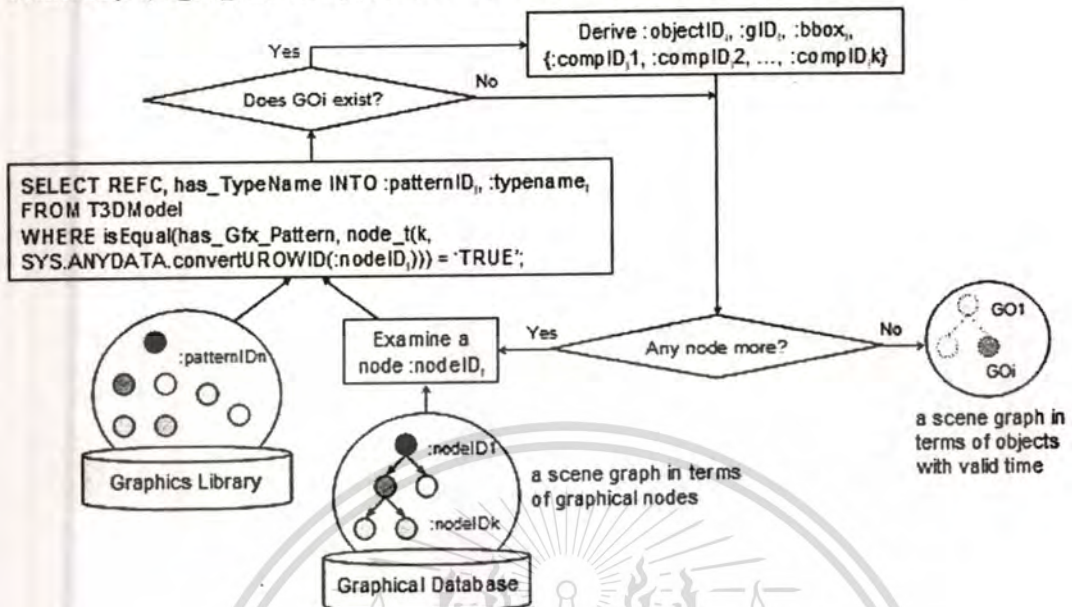 Derive :objectIDᵢ, :gIDᵢ, :bboxᵢ,
{:compIDᵢ1, :compIDᵢ2, ..., :compIDᵢk}
Yes
No
Does GOi exist?
SELECT REFC, has_TypeName INTO :patternIDᵢ, :typenameᵢ
FROM T3DModel
WHERE isEqual(has_Gfx_Pattern, node_t(k,
SYS.ANYDATA.convertUROWID(:nodeIDᵢ))) = 'TRUE';
:patternIDn
Graphics Library
Examine a
node :nodeIDᵢ
Yes
Any node more?
No
GO1
GOi
a scene graph in
terms of objects
with valid time
:nodeID1
:nodeIDk
a scene graph in terms
of graphical nodes
Graphical Database